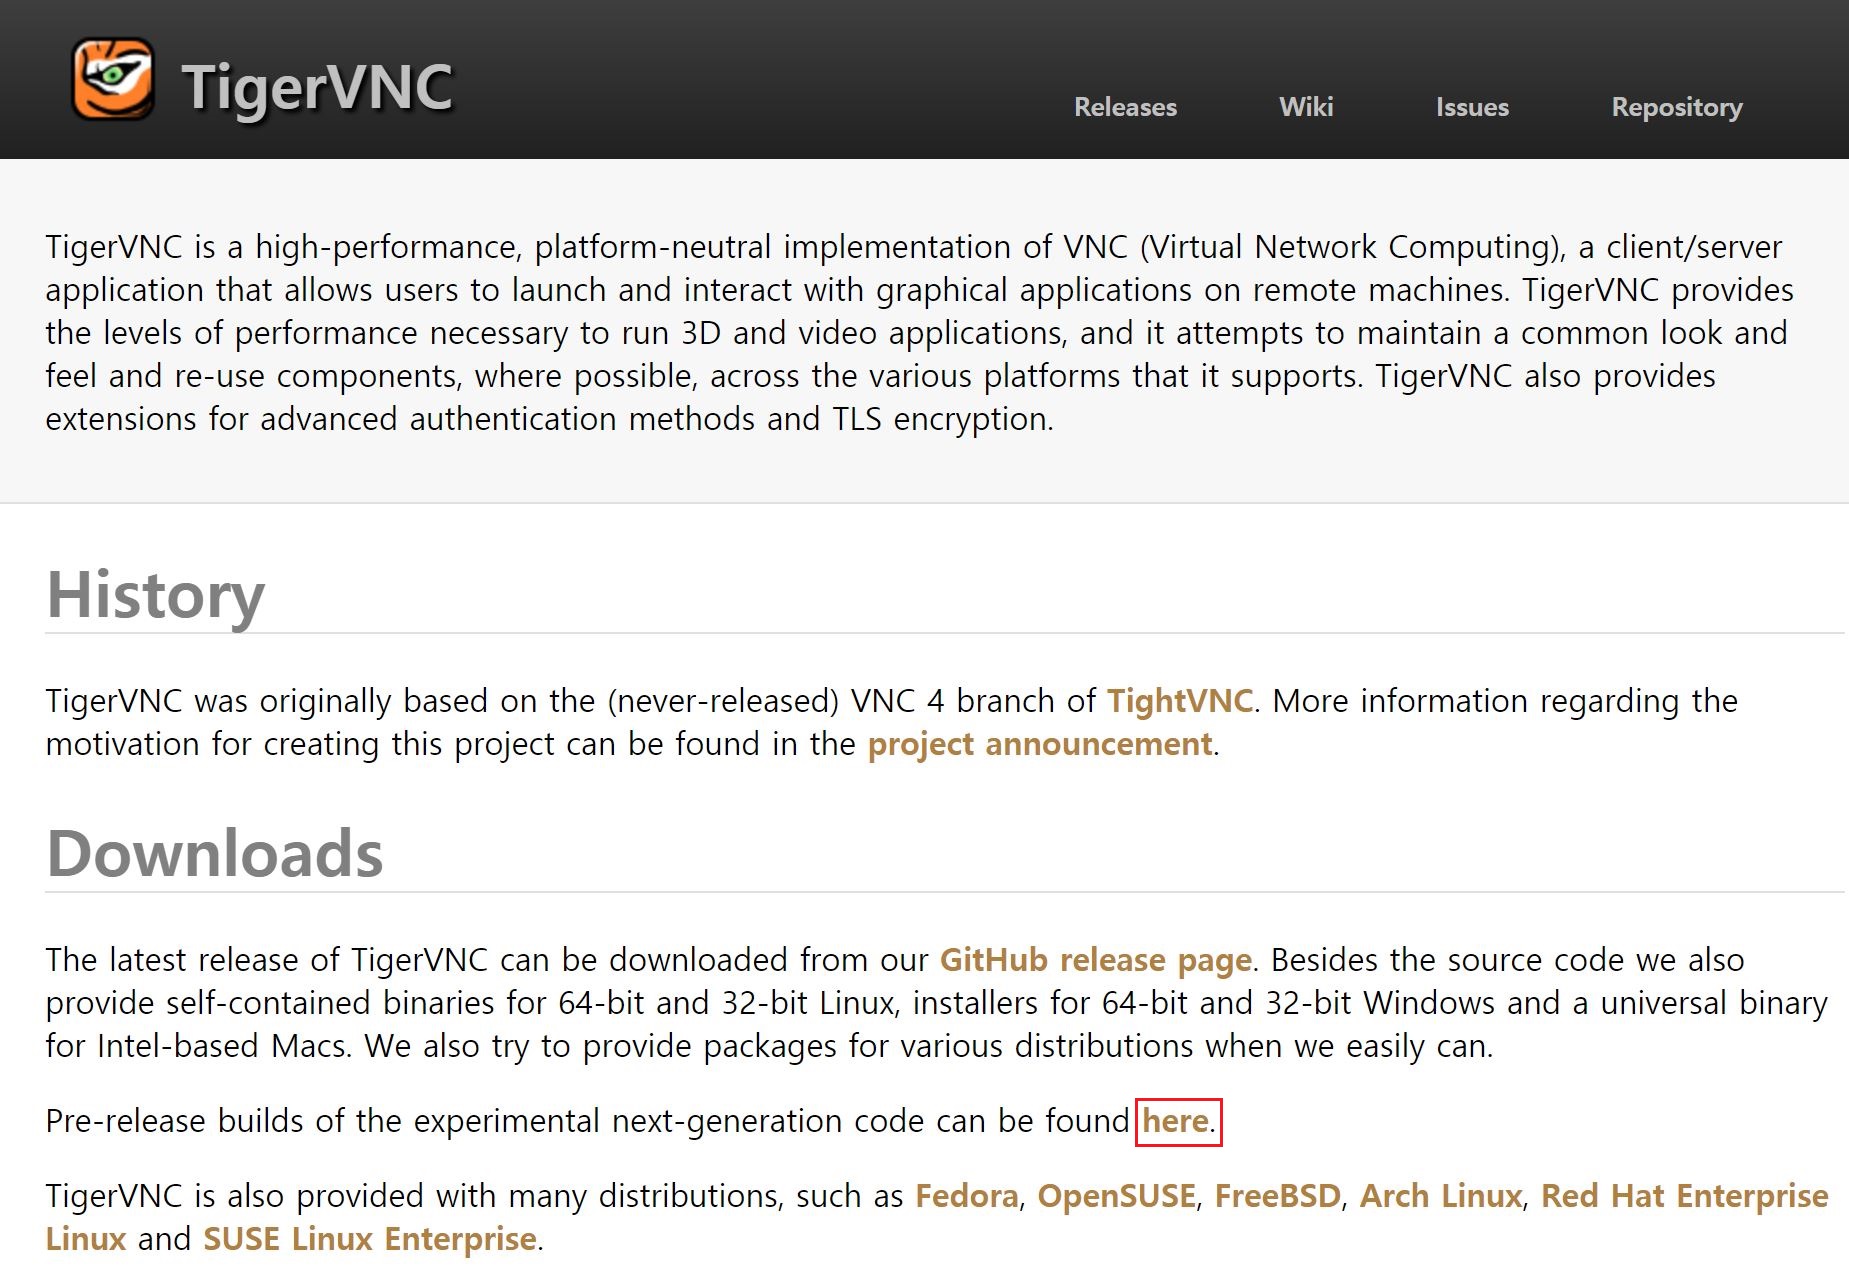 TigerVNC
Releases Wiki Issues Repository
TigerVNC is a high-performance, platform-neutral implementation of VNC (Virtual Network Computing), a client/server
application that allows users to launch and interact with graphical applications on remote machines. TigerVNC provides
the levels of performance necessary to run 3D and video applications, and it attempts to maintain a common look and
feel and re-use components, where possible, across the various platforms that it supports. TigerVNC also provides
extensions for advanced authentication methods and TLS encryption.
History
TigerVNC was originally based on the (never-released) VNC 4 branch of TightVNC. More information regarding the
motivation for creating this project can be found in the project announcement.
Downloads
The latest release of TigerVNC can be downloaded from our GitHub release page. Besides the source code we also
provide self-contained binaries for 64-bit and 32-bit Linux, installers for 64-bit and 32-bit Windows and a universal binary
for Intel-based Macs. We also try to provide packages for various distributions when we easily can.
Pre-release builds of the experimental next-generation code can be found here.
TigerVNC is also provided with many distributions, such as Fedora, OpenSUSE, FreeBSD, Arch Linux, Red Hat Enterprise
Linux and SUSE Linux Enterprise.